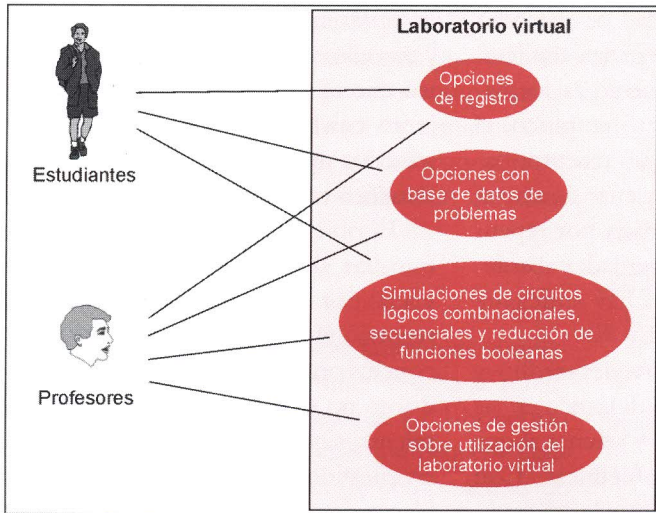 Laboratorio virtual
Opciones
de registro
Estudiantes
Opciones con
base de datos de
problemas
Simulaciones de circuitos
lógicos combinacionales,
secuenciales y reducción de
funciones booleanas
Profesores
Opciones de gestión
sobre utilización del
laboratorio virtual